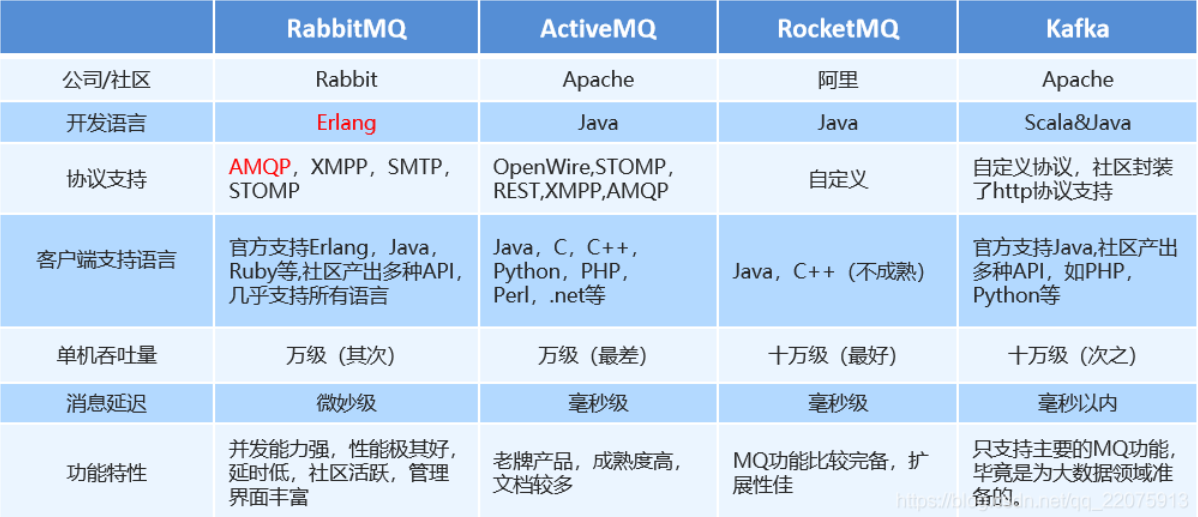 RabbitMQ ActiveMQ RocketMQ Kafka
公司/社区 Rabbit Apache 阿里 Apache
开发语言 Erlang Java Java Scala&Java
协议支持
AMQP，XMPP，SMTP，
STOMP
OpenWire,STOMP，
REST,XMPP,AMQP
自定义
自定义协议，社区封装
了http协议支持
客户端支持语言
官方支持Erlang，Java，
Ruby等,社区产出多种API，
几乎支持所有语言
Java，C，C++，
Python，PHP，
Perl，.net等
Java，C++（不成熟）
官方支持Java,社区产出
多种API，如PHP，
Python等
单机吞吐量 万级（其次） 万级（最差） 十万级（最好） 十万级（次之）
消息延迟 微妙级 毫秒级 毫秒级 毫秒以内
功能特性
并发能力强，性能极其好，
延时低，社区活跃，管理
界面丰富
老牌产品，成熟度高，
文档较多
MQ功能比较完备，扩
展性佳
只支持主要的MQ功能，
毕竟是为大数据领域准
备的。
https://blog.csdn.net/qq_22075913